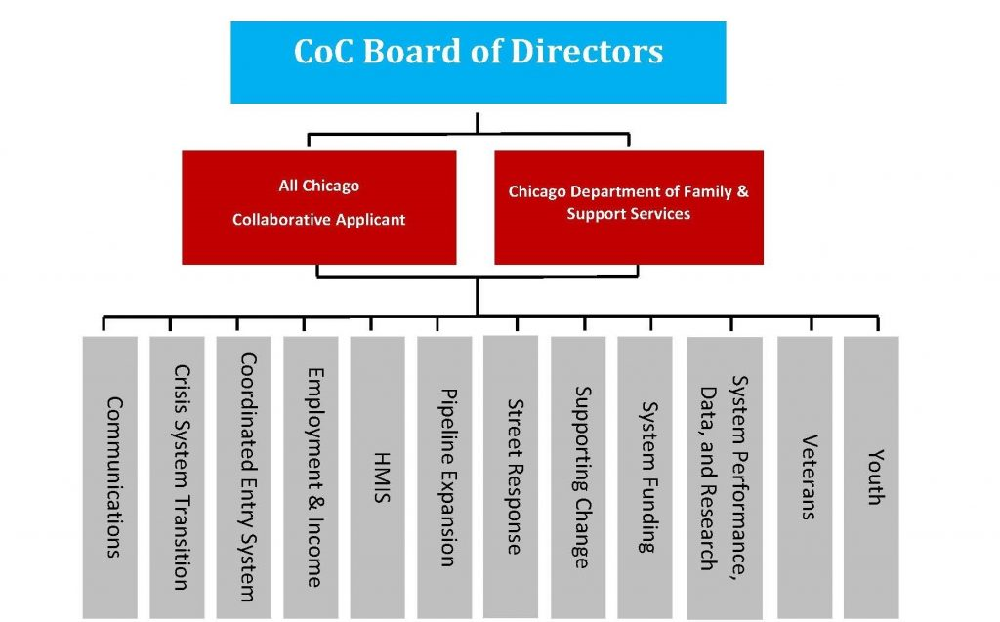 CoC Board of Directors
All Chicago
Collaborative Applicant
Chicago Department of Family &
Support Services
Communications
Crisis System Transition
Coordinated Entry System
Employment & Income
HMIS
Pipeline Expansion
Street Response
Supporting Change
System Funding
System Performance,
Data, and Research
Veterans
Youth